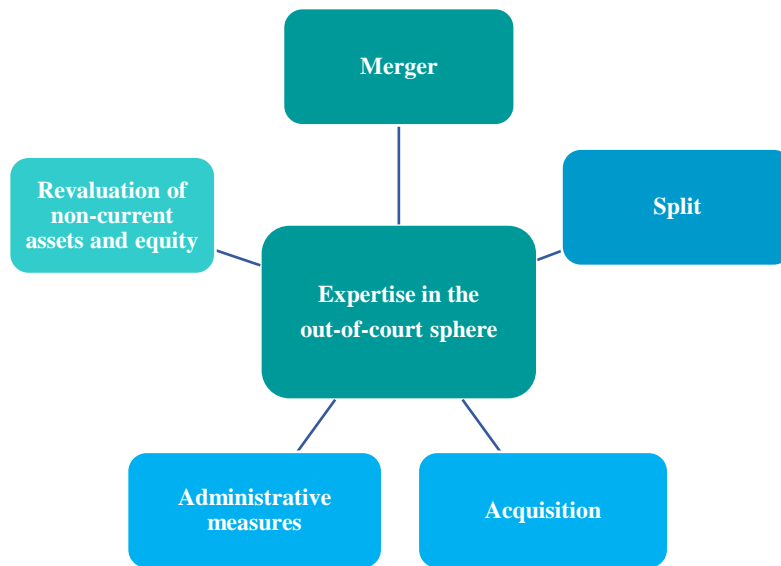 Merger
Revaluation of
non-current
assets and equity
Split
Expertise in the
out-of-court sphere
Administrative
measures
Acquisition